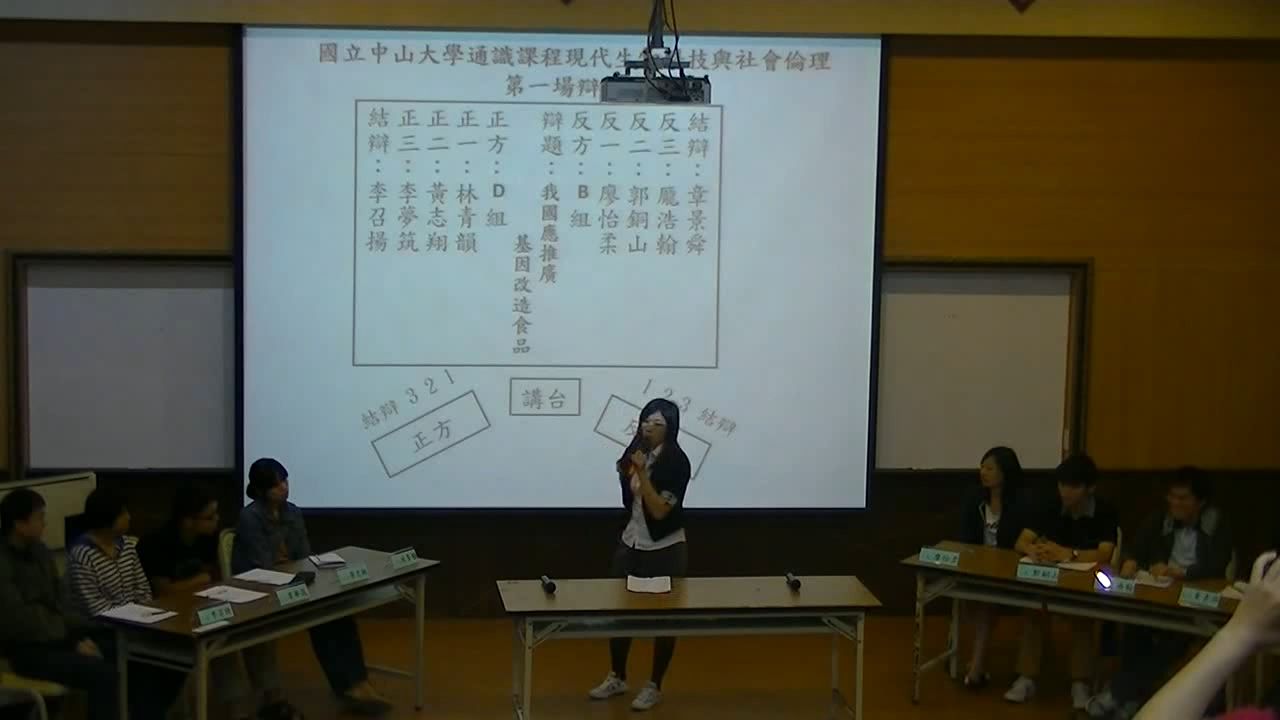 國立中山大學通識課程現代生 技與社會倫理
第一場辯
結辯：章景舜
反三：龐浩翰
反二：郭銅山
反一：廖怡柔
反方：B組
辯題：我國應推廣
基因改造食品
正方：D組
正一：林青韻
正二：黃志翔
正三：李夢筑
結辯：李召揚
結辯 3 2 1
講台
1 2 3 結辯
正方